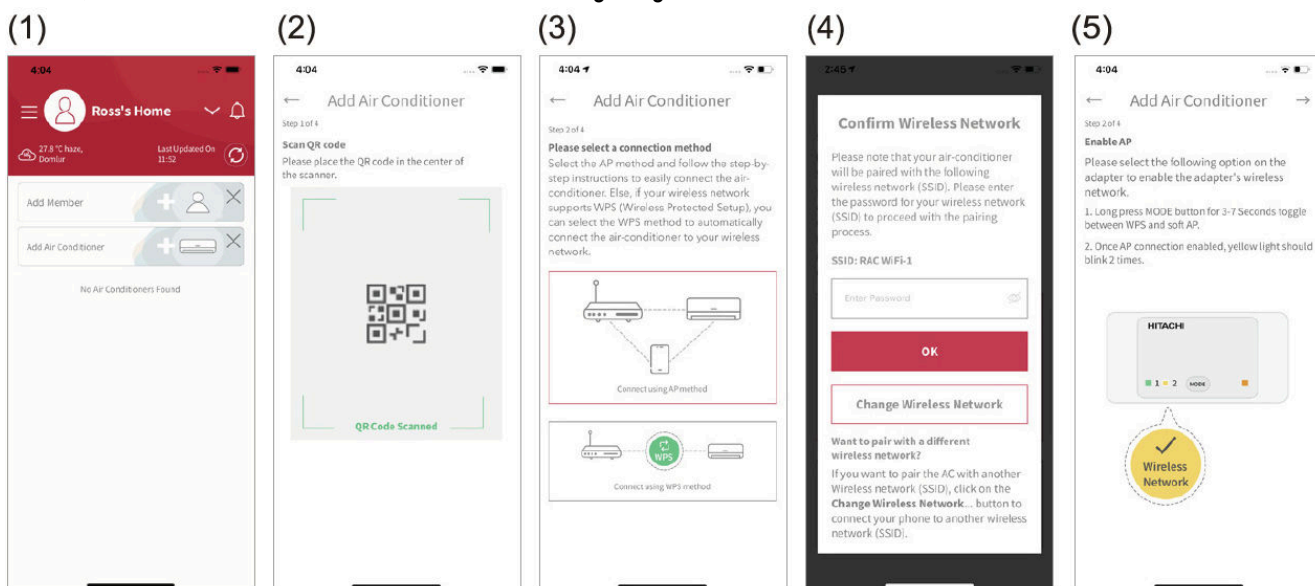 (1)
4:04
Ross's Home
27.8 °C haze,
Domlur
Last Updated On
11:52
Add Member
Add Air Conditioner
No Air Conditioners Found
(2)
4:04
Add Air Conditioner
Step 1 of 4
Scan QR code
Please place the QR code in the center of
the scanner.
QR Code Scanned
(3)
4:04
Add Air Conditioner
Step 2 of 4
Please select a connection method
Select the AP method and follow the step-by-
step instructions to easily connect the air-
conditioner. Else, if your wireless network
supports WPS (Wireless Protected Setup), you
can select the WPS method to automatically
connect the air-conditioner to your wireless
network.
Connect using AP method
WPS
Connect using WPS method
(4)
2:45
Confirm Wireless Network
Please note that your air-conditioner
will be paired with the following
wireless network (SSID). Please enter
the password for your wireless network
(SSID) to proceed with the pairing
process.
SSID: RAC WiFi-1
Enter Password
OK
Change Wireless Network
Want to pair with a different
wireless network?
If you want to pair the AC with another
Wireless network (SSID), click on the
Change Wireless Network... button to
connect your phone to another wireless
network (SSID).
(5)
4:04
Add Air Conditioner
Step 2 of 4
Enable AP
Please select the following option on the
adapter to enable the adapter's wireless
network.
1. Long press MODE button for 3-7 Seconds toggle
between WPS and soft AP.
2. Once AP connection enabled, yellow light should
blink 2 times.
HITACHI
1 2 MODE
Wireless
Network